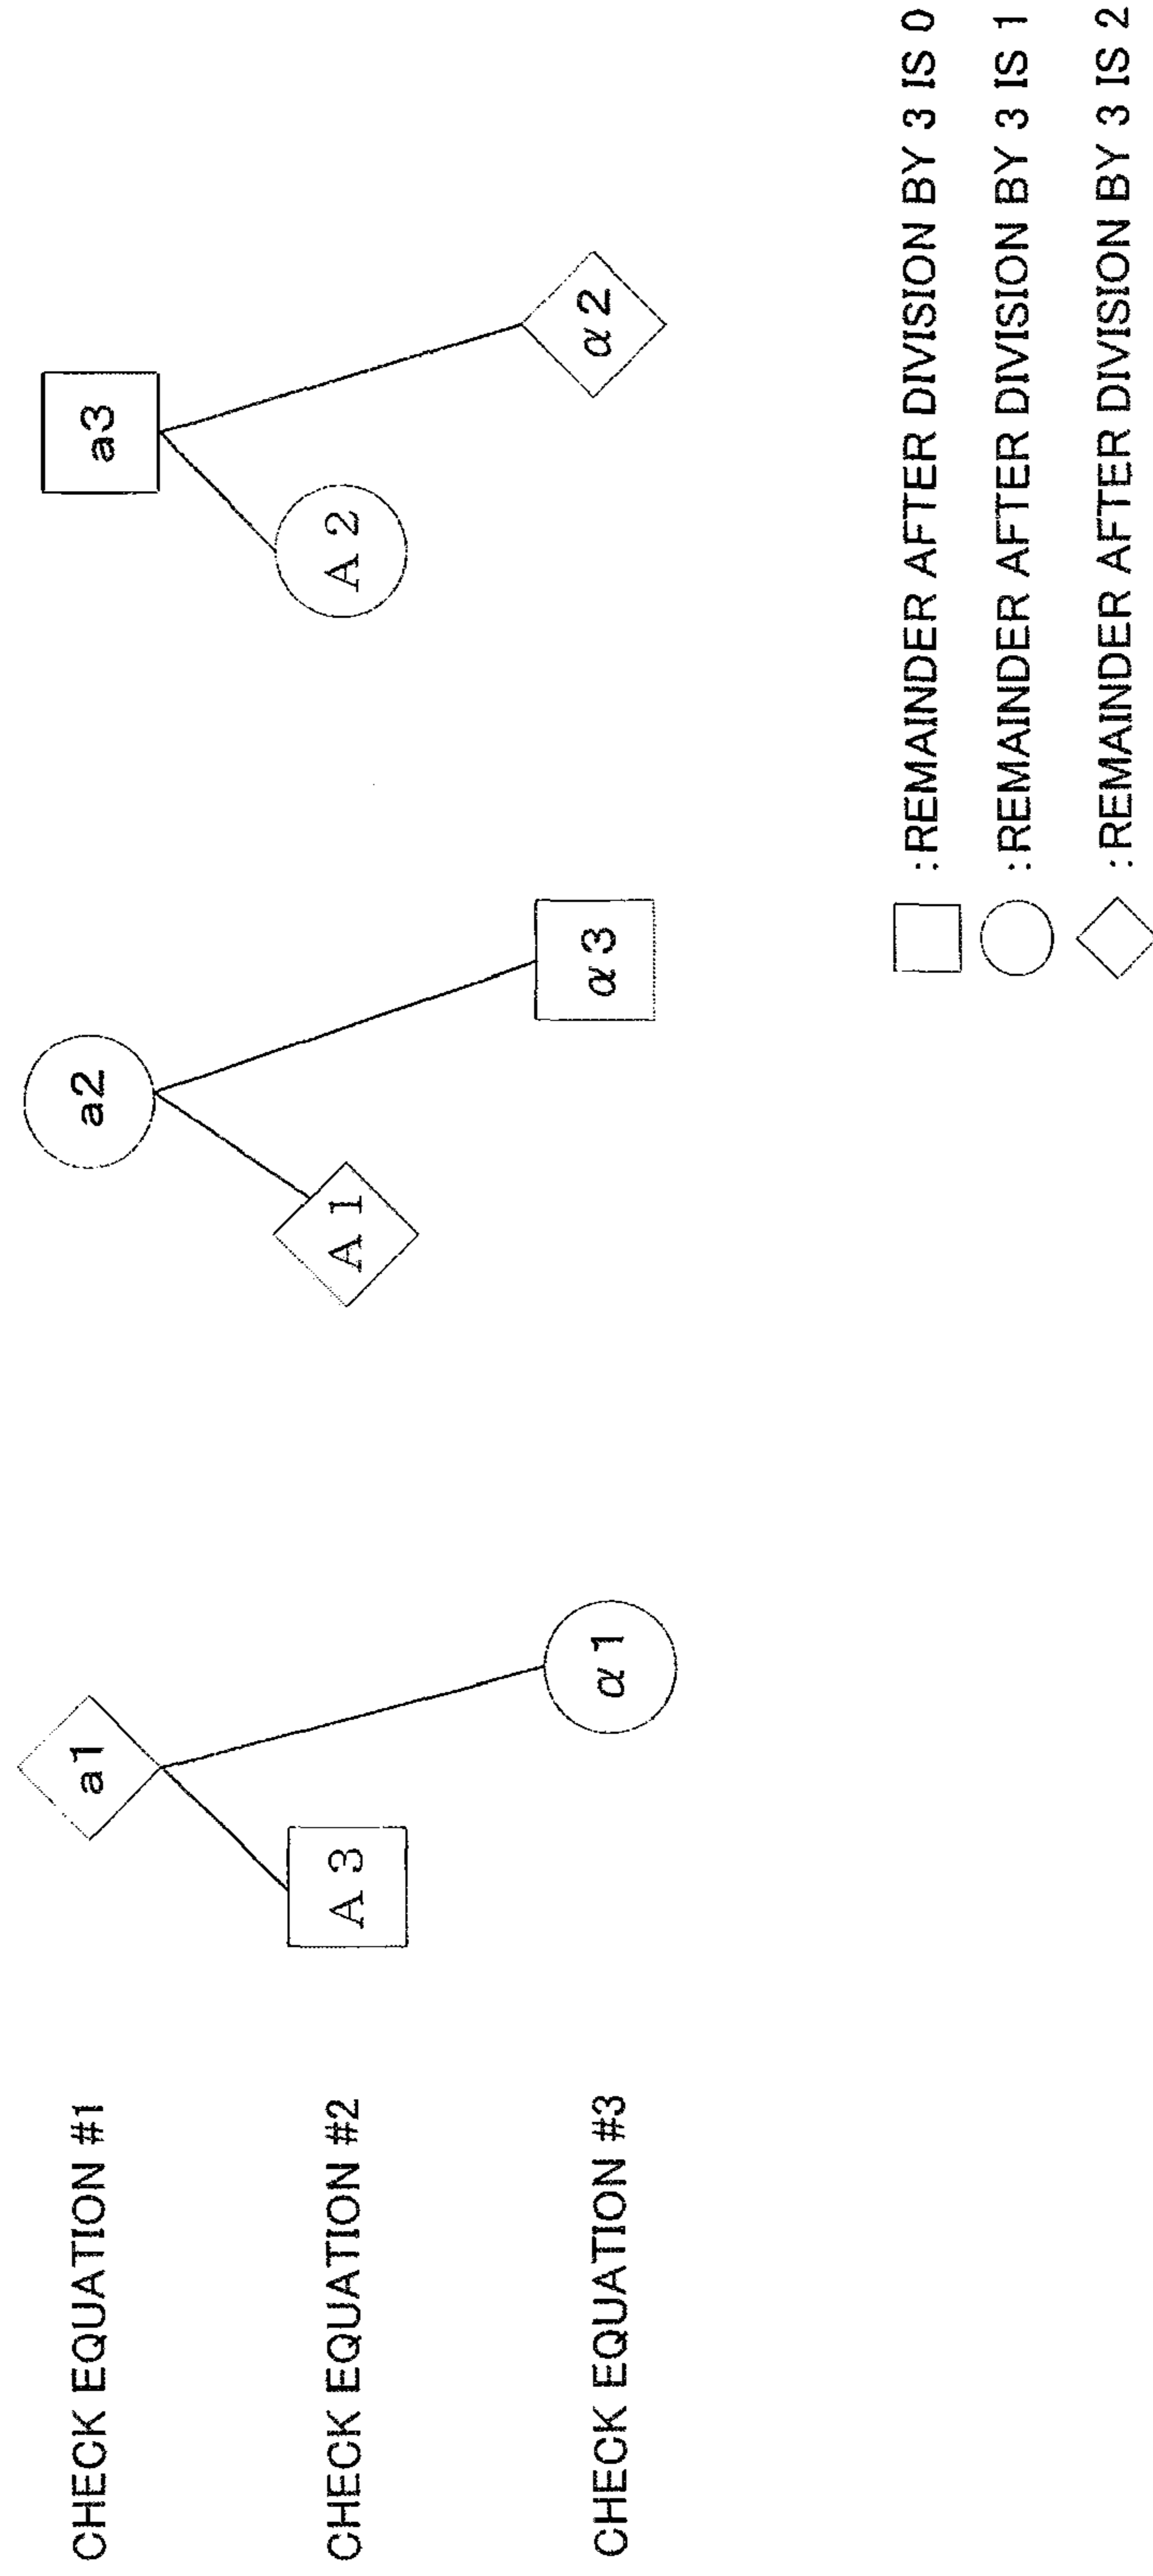 CHECK EQUATION #1
a1
a2
a3
CHECK EQUATION #2
A 3
A 1
A 2
CHECK EQUATION #3
α 1
α 3
α 2
:REMAINDER AFTER DIVISION BY 3 IS 0
:REMAINDER AFTER DIVISION BY 3 IS 1
:REMAINDER AFTER DIVISION BY 3 IS 2